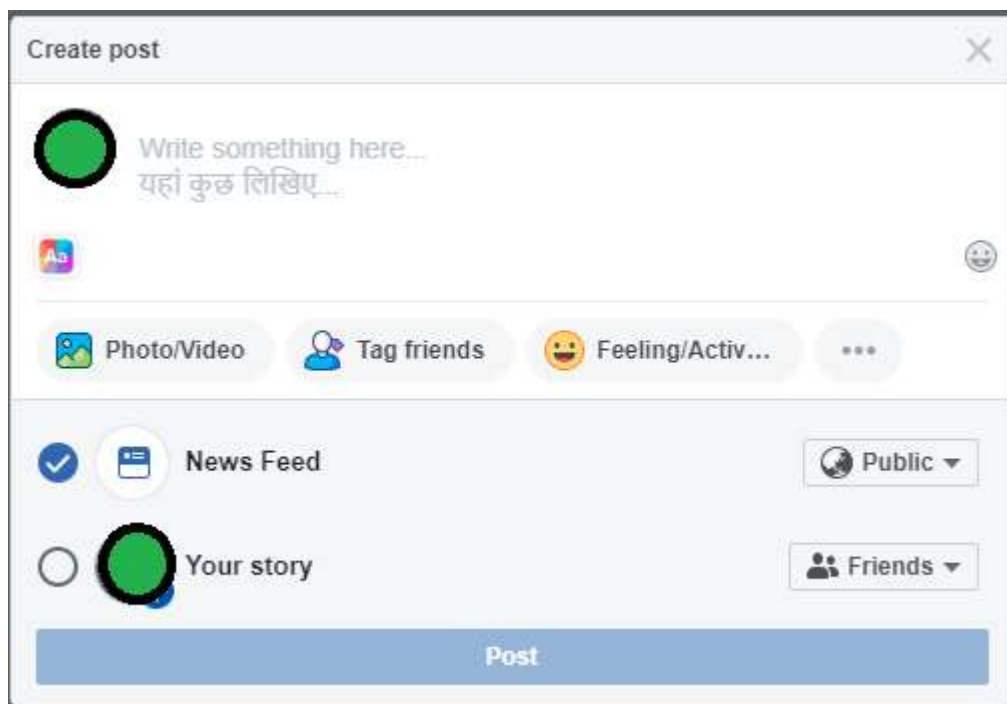 Create post
Write something here...
यहां कुछ लिखिए...
Aa
Photo/Video
Tag friends
Feeling/Activ...
News Feed
Public
Your story
Friends
Post